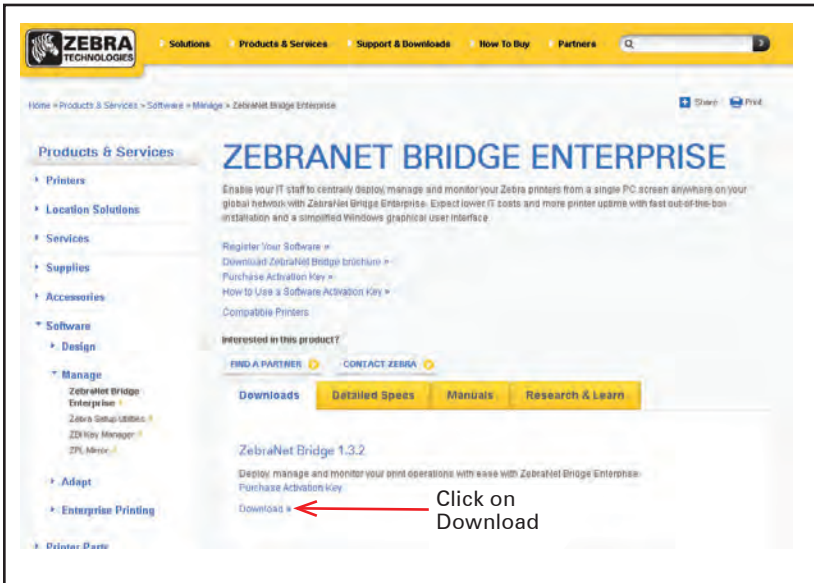 ZEBRA
TECHNOLOGIES
Solutions Products & Services Support & Downloads How To Buy Partners
Home » Products & Services » Software » Manage » ZebraNet Bridge Enterprise
Share Print
Products & Services
Printers
Location Solutions
Services
Supplies
Accessories
Software
Design
Manage
ZebraNet Bridge
Enterprise
Zebra Setup Utilities
ZBI Key Manager
ZPL Mirror
Adapt
Enterprise Printing
Printer Parts
ZEBRANET BRIDGE ENTERPRISE
Enable your IT staff to centrally deploy, manage and monitor your Zebra printers from a single PC screen anywhere on your
global network with ZebraNet Bridge Enterprise. Expect lower IT costs and more printer uptime with fast out-of-the-box
installation and a simplified Windows graphical user interface.
Register Your Software »
Download ZebraNet Bridge brochure »
Purchase Activation Key »
How to Use a Software Activation Key »
Compatible Printers
Interested in this product?
FIND A PARTNER CONTACT ZEBRA
Downloads Detailed Specs Manuals Research & Learn
ZebraNet Bridge 1.3.2
Deploy, manage and monitor your print operations with ease with ZebraNet Bridge Enterprise.
Purchase Activation Key
Download »
Click on
Download